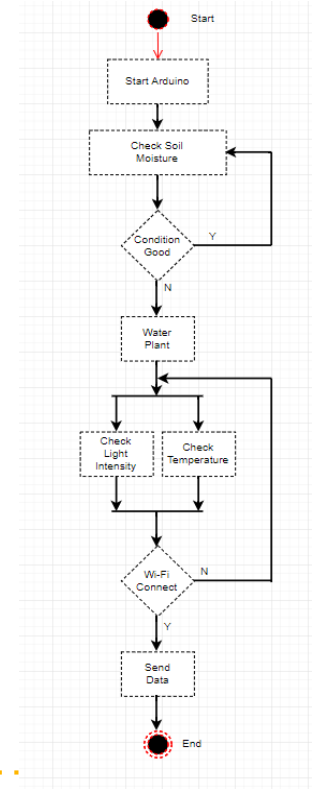 Start
Start Arduino
Check Soil
Moisture
Condition
Good
Y
N
Water
Plant
Check
Light
Intensity
Check
Temperature
Wi-Fi
Connect
N
Y
Send
Data
End